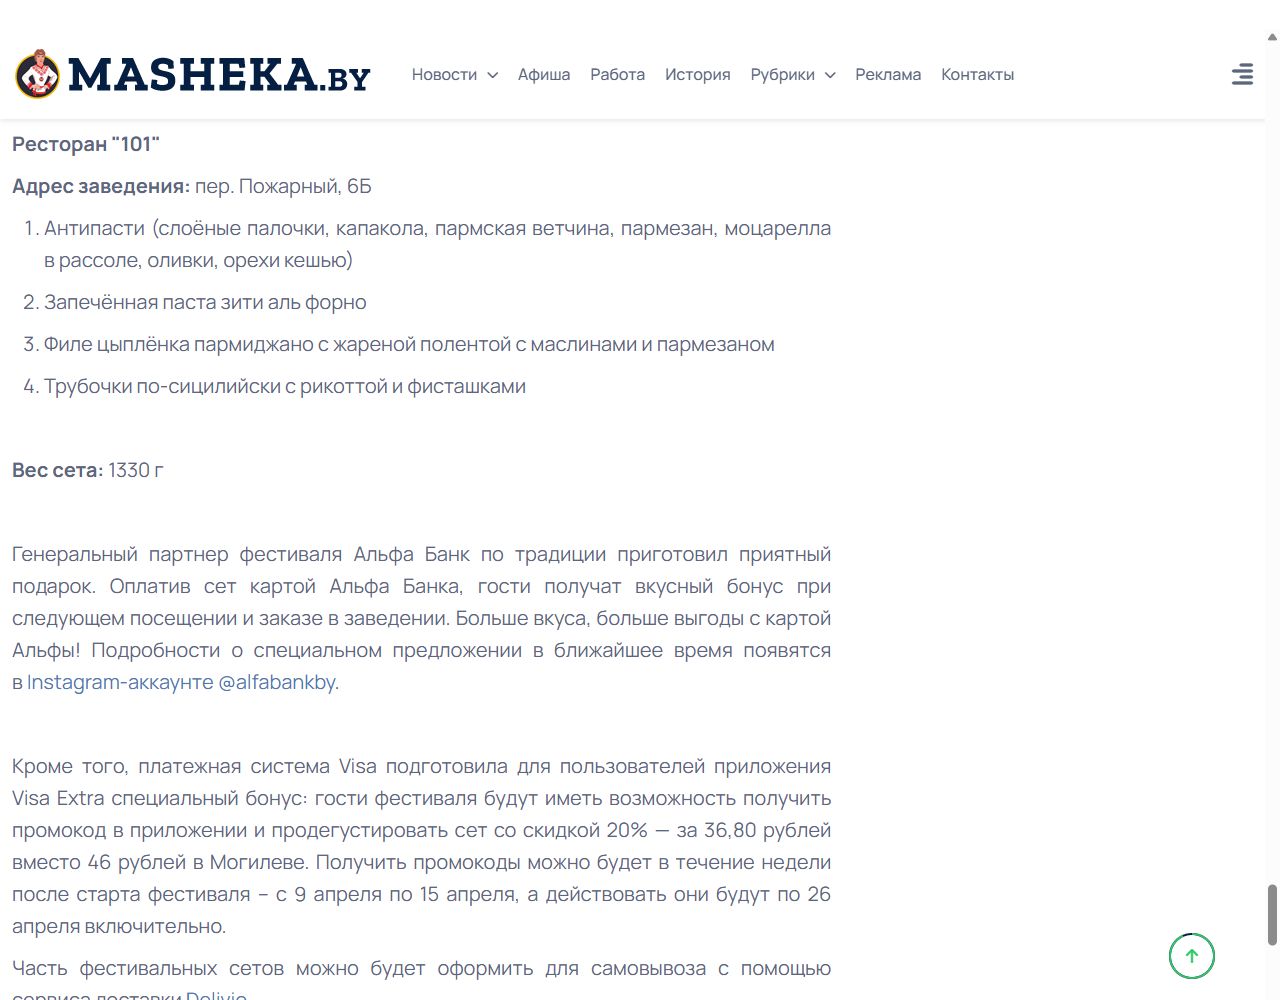 MASHEKA.BY
Новости Афиша Работа История Рубрики Реклама Контакты
Ресторан "101"
Адрес заведения: пер. Пожарный, 6Б
1. Антипасти (слоёные палочки, капакола, пармская ветчина, пармезан, моцарелла
в рассоле, оливки, орехи кешью)
2. Запечённая паста зити аль форно
3. Филе цыплёнка пармиджано с жареной полентой с маслинами и пармезаном
4. Трубочки по-сицилийски с рикоттой и фисташками
Вес сета: 1330 г
Генеральный партнер фестиваля Альфа Банк по традиции приготовил приятный
подарок. Оплатив сет картой Альфа Банка, гости получат вкусный бонус при
следующем посещении и заказе в заведении. Больше вкуса, больше выгоды с картой
Альфы! Подробности о специальном предложении в ближайшее время появятся
в Instagram-аккаунте @alfabankby.
Кроме того, платежная система Visa подготовила для пользователей приложения
Visa Extra специальный бонус: гости фестиваля будут иметь возможность получить
промокод в приложении и продегустировать сет со скидкой 20% — за 36,80 рублей
вместо 46 рублей в Могилеве. Получить промокоды можно будет в течение недели
после старта фестиваля – с 9 апреля по 15 апреля, а действовать они будут по 26
апреля включительно.
Часть фестивальных сетов можно будет оформить для самовывоза с помощью
сервиса доставки Delivio.